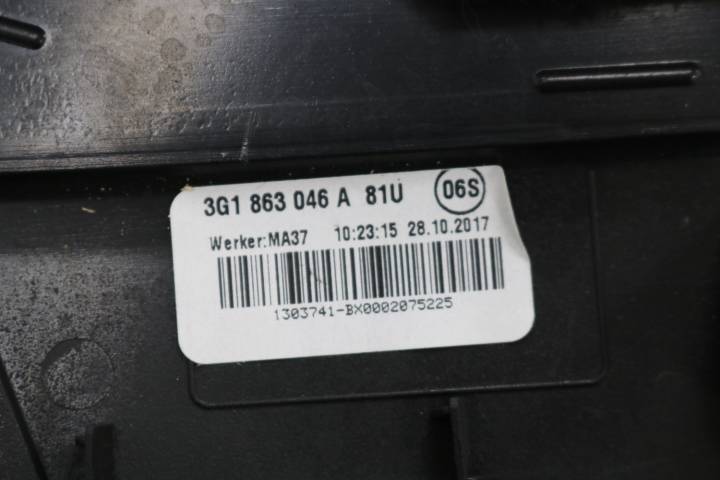 3G1 863 046 A 81U 06S
Werker:MA37 10:23:15 28.10.2017
1303741-BX0002075225